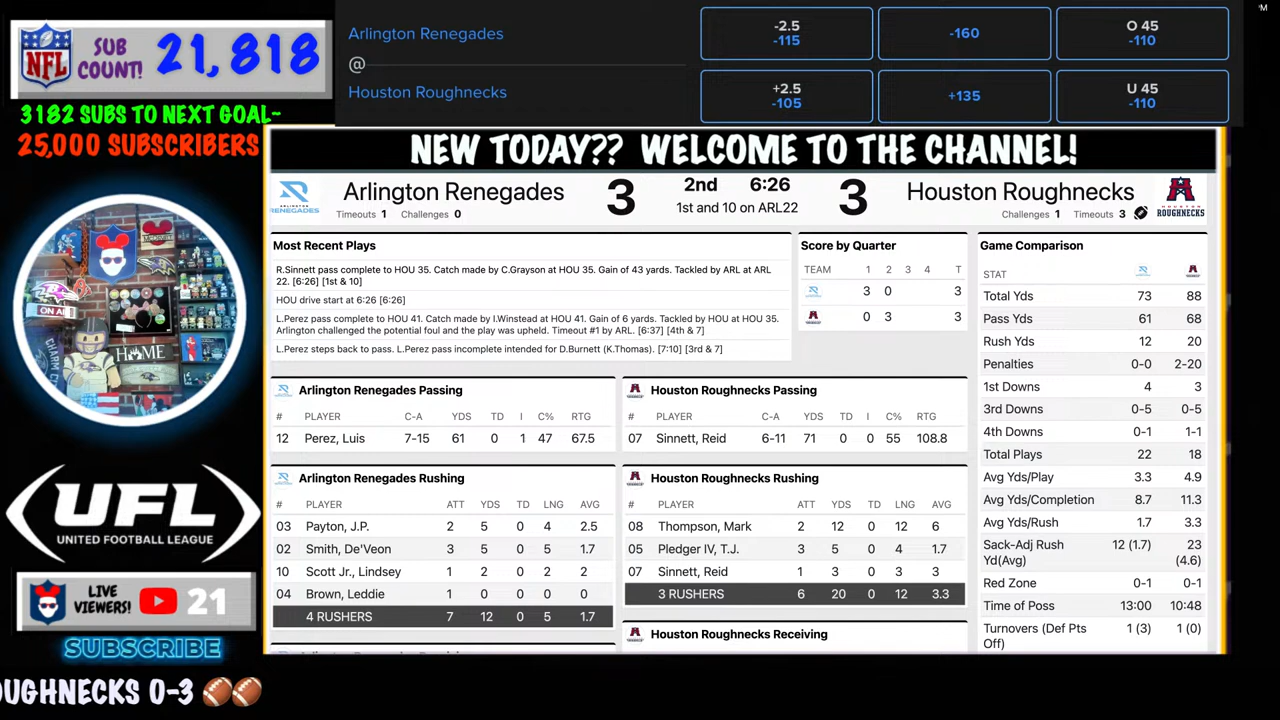 SUB COUNT! 21,818
3182 SUBS TO NEXT GOAL-
25,000 SUBSCRIBERS
NFL
Arlington Renegades -2.5 -115 -160 O 45 -110
@
Houston Roughnecks +2.5 -105 +135 U 45 -110
PM
NEW TODAY?? WELCOME TO THE CHANNEL!
ARLINGTON RENEGADES
Arlington Renegades 3 2nd 6:26 3 Houston Roughnecks
Timeouts 1 Challenges 0 1st and 10 on ARL22 Challenges 1 Timeouts 3
HOUSTON ROUGHNECKS
Most Recent Plays
R.Sinnett pass complete to HOU 35. Catch made by C.Grayson at HOU 35. Gain of 43 yards. Tackled by ARL at ARL
22. [6:26] [1st & 10]
HOU drive start at 6:26 [6:26]
L.Perez pass complete to HOU 41. Catch made by I.Winstead at HOU 41. Gain of 6 yards. Tackled by HOU at HOU 35.
Arlington challenged the potential foul and the play was upheld. Timeout #1 by ARL. [6:37] [4th & 7]
L.Perez steps back to pass. L.Perez pass incomplete intended for D.Burnett (K.Thomas). [7:10] [3rd & 7]
Score by Quarter
TEAM 1 2 3 4 T
3 0 3
0 3 3
Game Comparison
STAT
Total Yds 73 88
Pass Yds 61 68
Rush Yds 12 20
Penalties 0-0 2-20
1st Downs 4 3
3rd Downs 0-5 0-5
4th Downs 0-1 1-1
Total Plays 22 18
Avg Yds/Play 3.3 4.9
Avg Yds/Completion 8.7 11.3
Avg Yds/Rush 1.7 3.3
Sack-Adj Rush Yd(Avg) 12 (1.7) 23 (4.6)
Red Zone 0-1 0-1
Time of Poss 13:00 10:48
Turnovers (Def Pts Off) 1 (3) 1 (0)
Arlington Renegades Passing
# PLAYER C-A YDS TD I C% RTG
12 Perez, Luis 7-15 61 0 1 47 67.5
Houston Roughnecks Passing
# PLAYER C-A YDS TD I C% RTG
07 Sinnett, Reid 6-11 71 0 0 55 108.8
Arlington Renegades Rushing
# PLAYER ATT YDS TD LNG AVG
03 Payton, J.P. 2 5 0 4 2.5
02 Smith, De'Veon 3 5 0 5 1.7
10 Scott Jr., Lindsey 1 2 0 2 2
04 Brown, Leddie 1 0 0 0 0
4 RUSHERS 7 12 0 5 1.7
Houston Roughnecks Rushing
# PLAYER ATT YDS TD LNG AVG
08 Thompson, Mark 2 12 0 12 6
05 Pledger IV, T.J. 3 5 0 4 1.7
07 Sinnett, Reid 1 3 0 3 3
3 RUSHERS 6 20 0 12 3.3
Houston Roughnecks Receiving
ON AI
HOME
UFL
UNITED FOOTBALL LEAGUE
LIVE VIEWERS! 21
SUBSCRIBE
OUGHNECKS 0-3